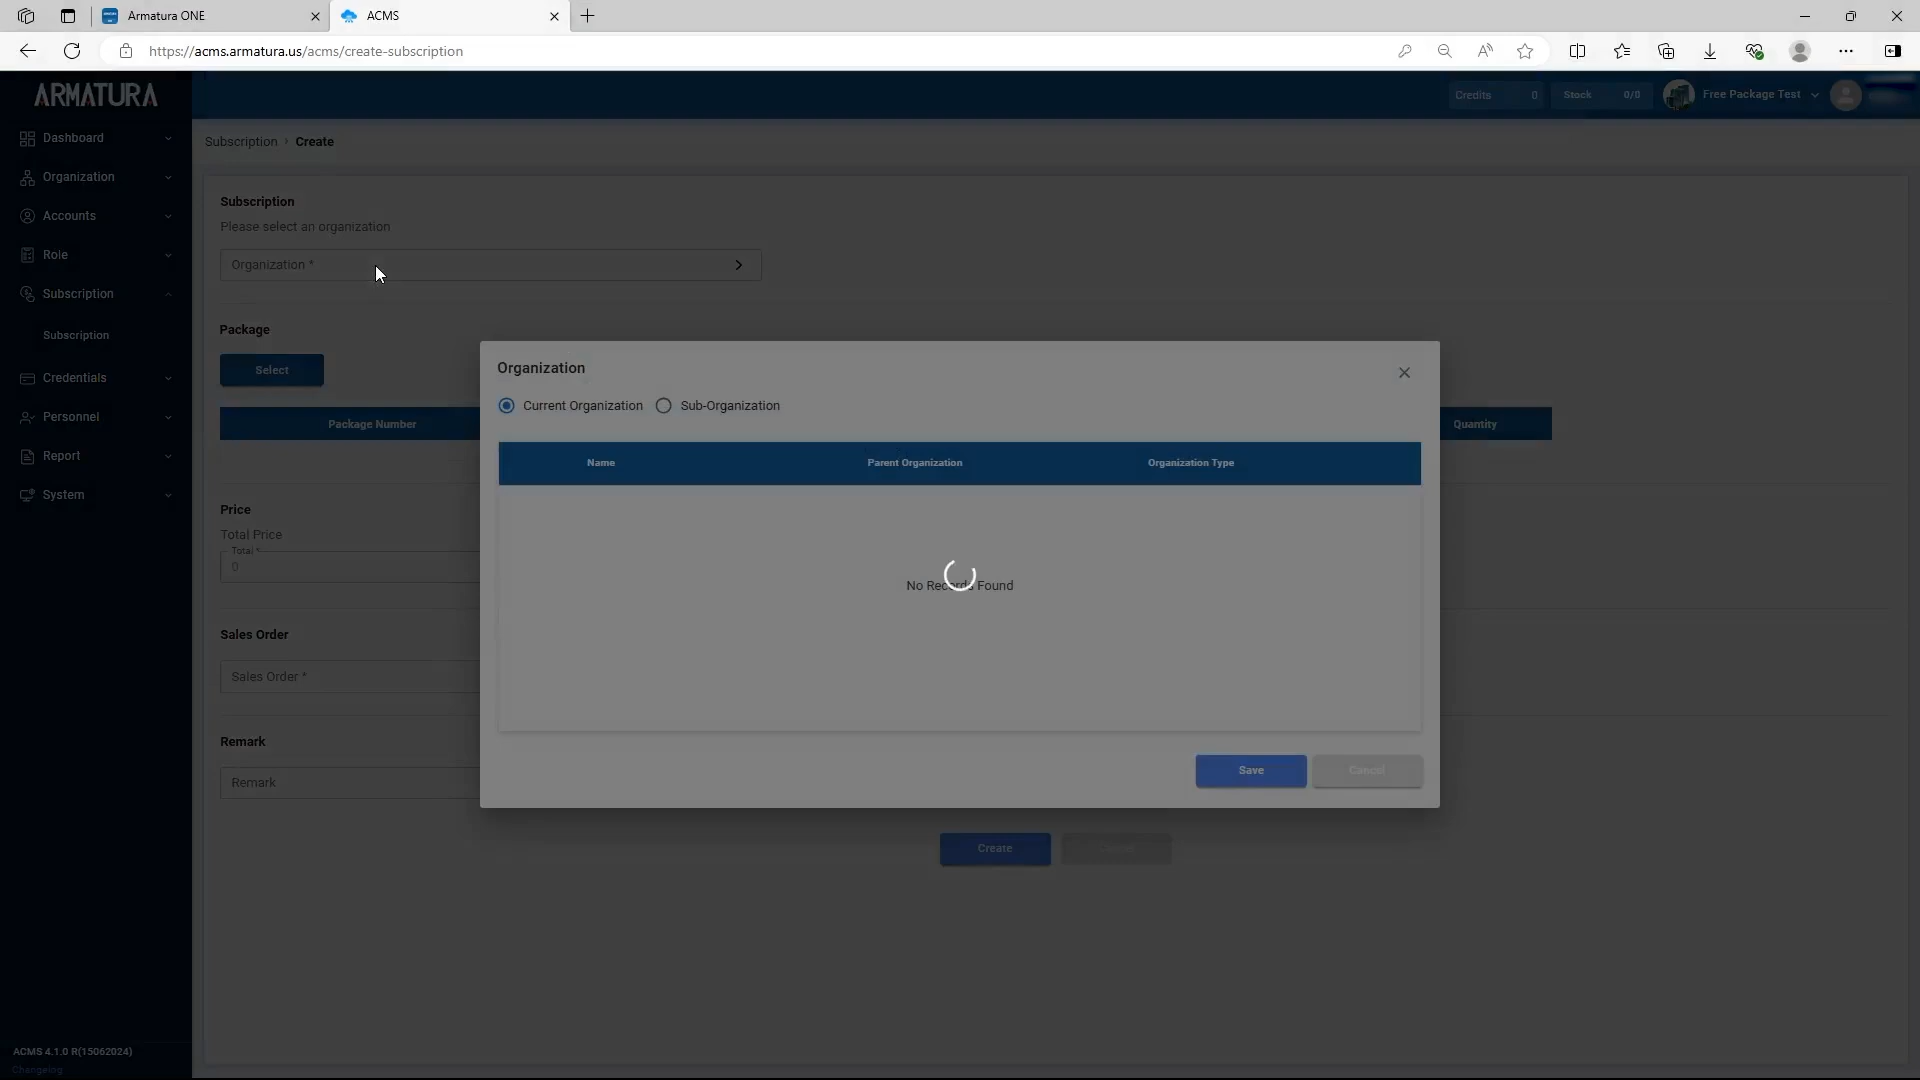 Armatura ONE
ACMS
https://acms.armatura.us/acms/create-subscription
ARMATURA
Credits 0
Stock 0/0
Free Package Test
Dashboard
Organization
Accounts
Role
Subscription
Subscription
Credentials
Personnel
Report
System
ACMS 4.1.0 R(15062024)
Changelog
Subscription › Create
Subscription
Please select an organization
Organization *
Package
Select
Package Number
Quantity
Price
Total Price
Total *
0
Sales Order
Sales Order *
Remark
Remark
Create
Cancel
Organization
Current Organization
Sub-Organization
Name Parent Organization Organization Type
No Records Found
Save
Cancel